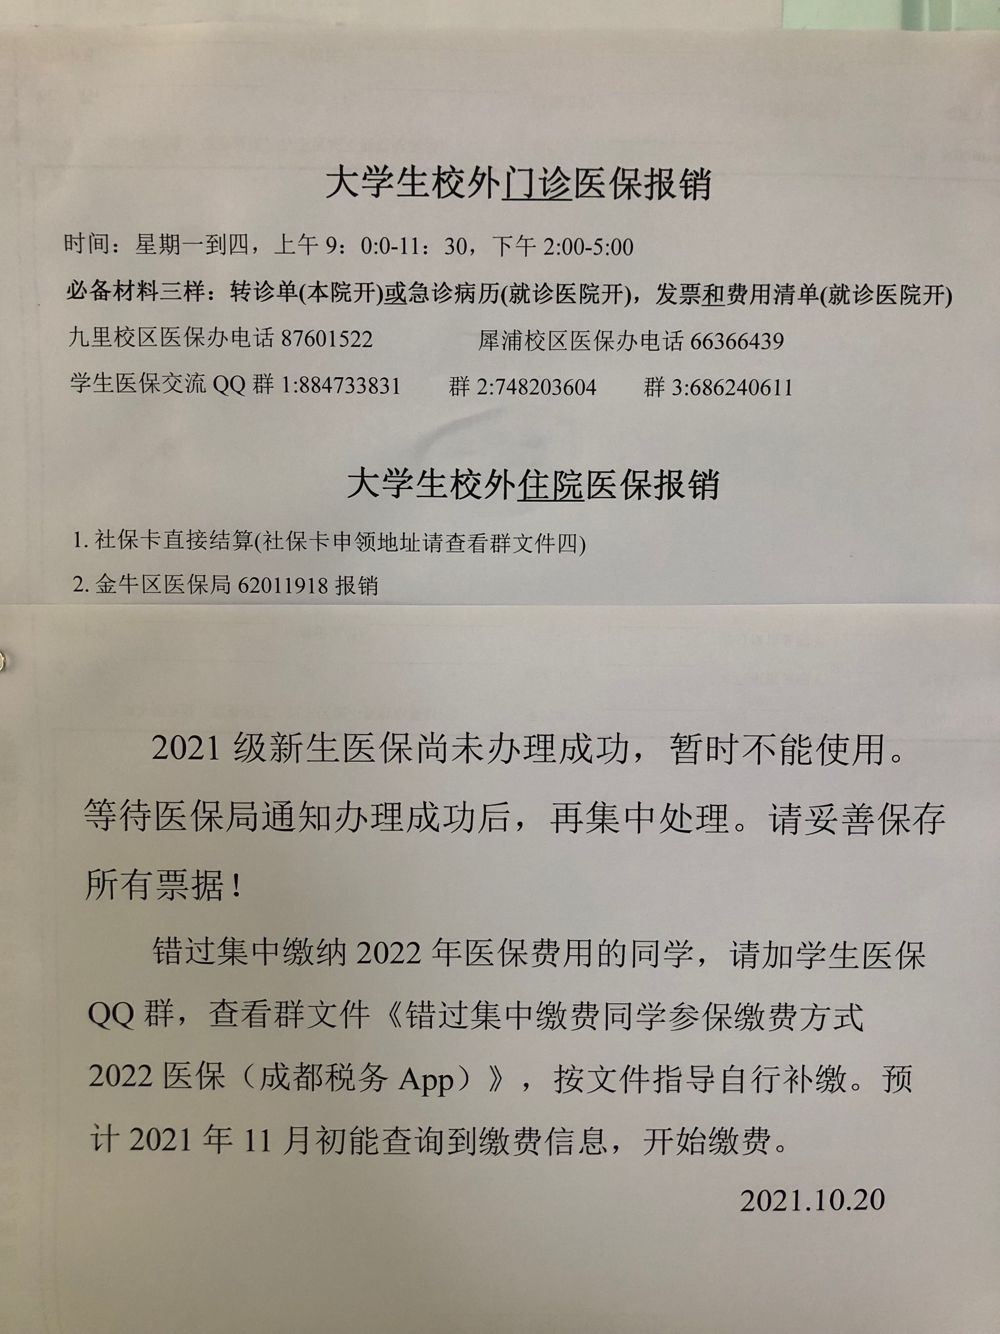 大学生校外门诊医保报销
时间：星期一到四，上午 9：0:0-11：30，下午 2:00-5:00
必备材料三样：转诊单(本院开)或急诊病历(就诊医院开)，发票和费用清单(就诊医院开)
九里校区医保办电话 87601522 犀浦校区医保办电话 66366439
学生医保交流 QQ 群 1:884733831 群 2:748203604 群 3:686240611
大学生校外住院医保报销
1. 社保卡直接结算(社保卡申领地址请查看群文件四)
2. 金牛区医保局 62011918 报销
2021 级新生医保尚未办理成功，暂时不能使用。
等待医保局通知办理成功后，再集中处理。请妥善保存
所有票据！
错过集中缴纳 2022 年医保费用的同学，请加学生医保
QQ 群，查看群文件《错过集中缴费同学参保缴费方式
2022 医保（成都税务 App）》，按文件指导自行补缴。预
计 2021 年 11 月初能查询到缴费信息，开始缴费。
2021.10.20